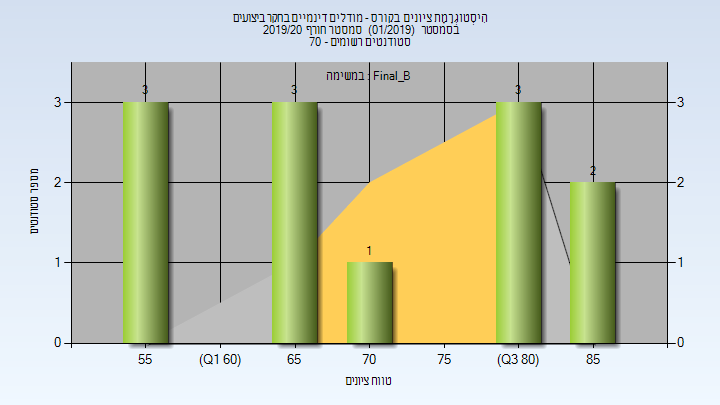 היסטוגרמת ציונים בקורס - מודלים דינמיים בחקר ביצועים
בסמסטר (01/2019) סמסטר חורף 2019/20
סטודנטים רשומים - 70
במשימה : Final_B
מספר סטודנטים
3
2
1
0
3
3
1
3
2
3
2
1
0
55
(Q1 60)
65
70
75
(Q3 80)
85
טווח ציונים